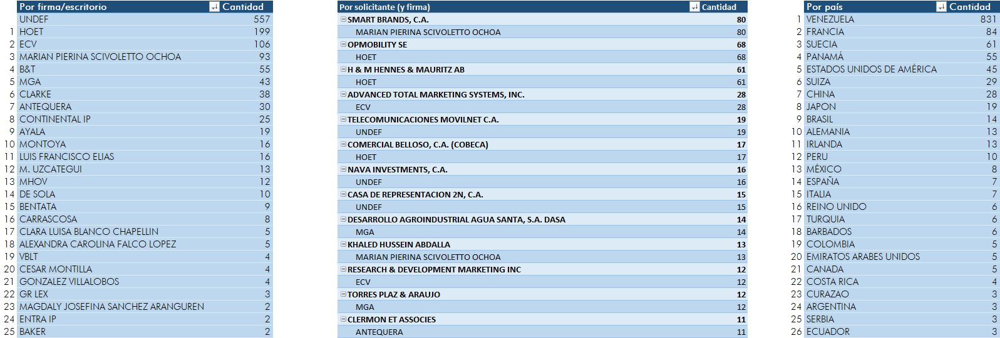 Por firma/escritorio Cantidad
UNDEF 557
1 HOET 199
2 ECV 106
3 MARIAN PIERINA SCIVOLETTO OCHOA 93
4 B&T 55
5 MGA 43
6 CLARKE 38
7 ANTEQUERA 30
8 CONTINENTAL IP 25
9 AYALA 19
10 MONTOYA 16
11 LUIS FRANCISCO ELIAS 16
12 M. UZCATEGUI 13
13 MHOV 12
14 DE SOLA 10
15 BENTATA 9
16 CARRASCOSA 8
17 CLARA LUISA BLANCO CHAPELLIN 5
18 ALEXANDRA CAROLINA FALCO LOPEZ 5
19 VBLT 4
20 CESAR MONTILLA 4
21 GONZALEZ VILLALOBOS 4
22 GR LEX 3
23 MAGDALY JOSEFINA SANCHEZ ARANGUREN 2
24 ENTRA IP 2
25 BAKER 2
Por solicitante (y firma) Cantidad
SMART BRANDS, C.A. 80
MARIAN PIERINA SCIVOLETTO OCHOA 80
OPMOBILITY SE 68
HOET 68
H & M HENNES & MAURITZ AB 61
HOET 61
ADVANCED TOTAL MARKETING SYSTEMS, INC. 28
ECV 28
TELECOMUNICACIONES MOVILNET C.A. 19
UNDEF 19
COMERCIAL BELLOSO, C.A. (COBECA) 17
HOET 17
NAVA INVESTMENTS, C.A. 16
UNDEF 16
CASA DE REPRESENTACION 2N, C.A. 15
UNDEF 15
DESARROLLO AGROINDUSTRIAL AGUA SANTA, S.A. DASA 14
MGA 14
KHALED HUSSEIN ABDALLA 13
MARIAN PIERINA SCIVOLETTO OCHOA 13
RESEARCH & DEVELOPMENT MARKETING INC 12
ECV 12
TORRES PLAZ & ARAUJO 12
MGA 12
CLERMON ET ASSOCIES 11
ANTEQUERA 11
Por país Cantidad
1 VENEZUELA 831
2 FRANCIA 84
3 SUECIA 61
4 PANAMÁ 55
5 ESTADOS UNIDOS DE AMÉRICA 45
6 SUIZA 29
7 CHINA 28
8 JAPON 19
9 BRASIL 14
10 ALEMANIA 13
11 IRLANDA 13
12 PERU 10
13 MÉXICO 8
14 ESPAÑA 7
15 ITALIA 7
16 REINO UNIDO 6
17 TURQUIA 6
18 BARBADOS 6
19 COLOMBIA 5
20 EMIRATOS ARABES UNIDOS 5
21 CANADA 5
22 COSTA RICA 4
23 CURAZAO 3
24 ARGENTINA 3
25 SERBIA 3
26 ECUADOR 3